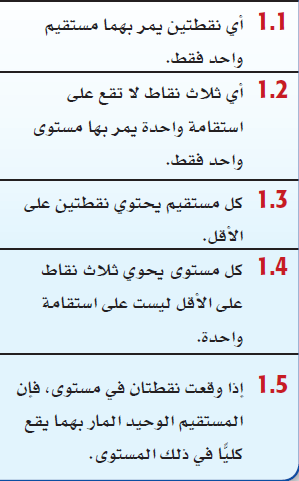 1.1 أي نقطتين يمر بهما مستقيم
واحد فقط.
1.2 أي ثلاث نقاط لا تقع على
استقامة واحدة يمر بها مستوى
واحد فقط.
1.3 كل مستقيم يحتوي نقطتين على
الأقل.
1.4 كل مستوى يحوي ثلاث نقاط
على الأقل ليست على استقامة
واحدة.
1.5 إذا وقعت نقطتان في مستوى، فإن
المستقيم الوحيد المار بهما يقع
كليًّا في ذلك المستوى.